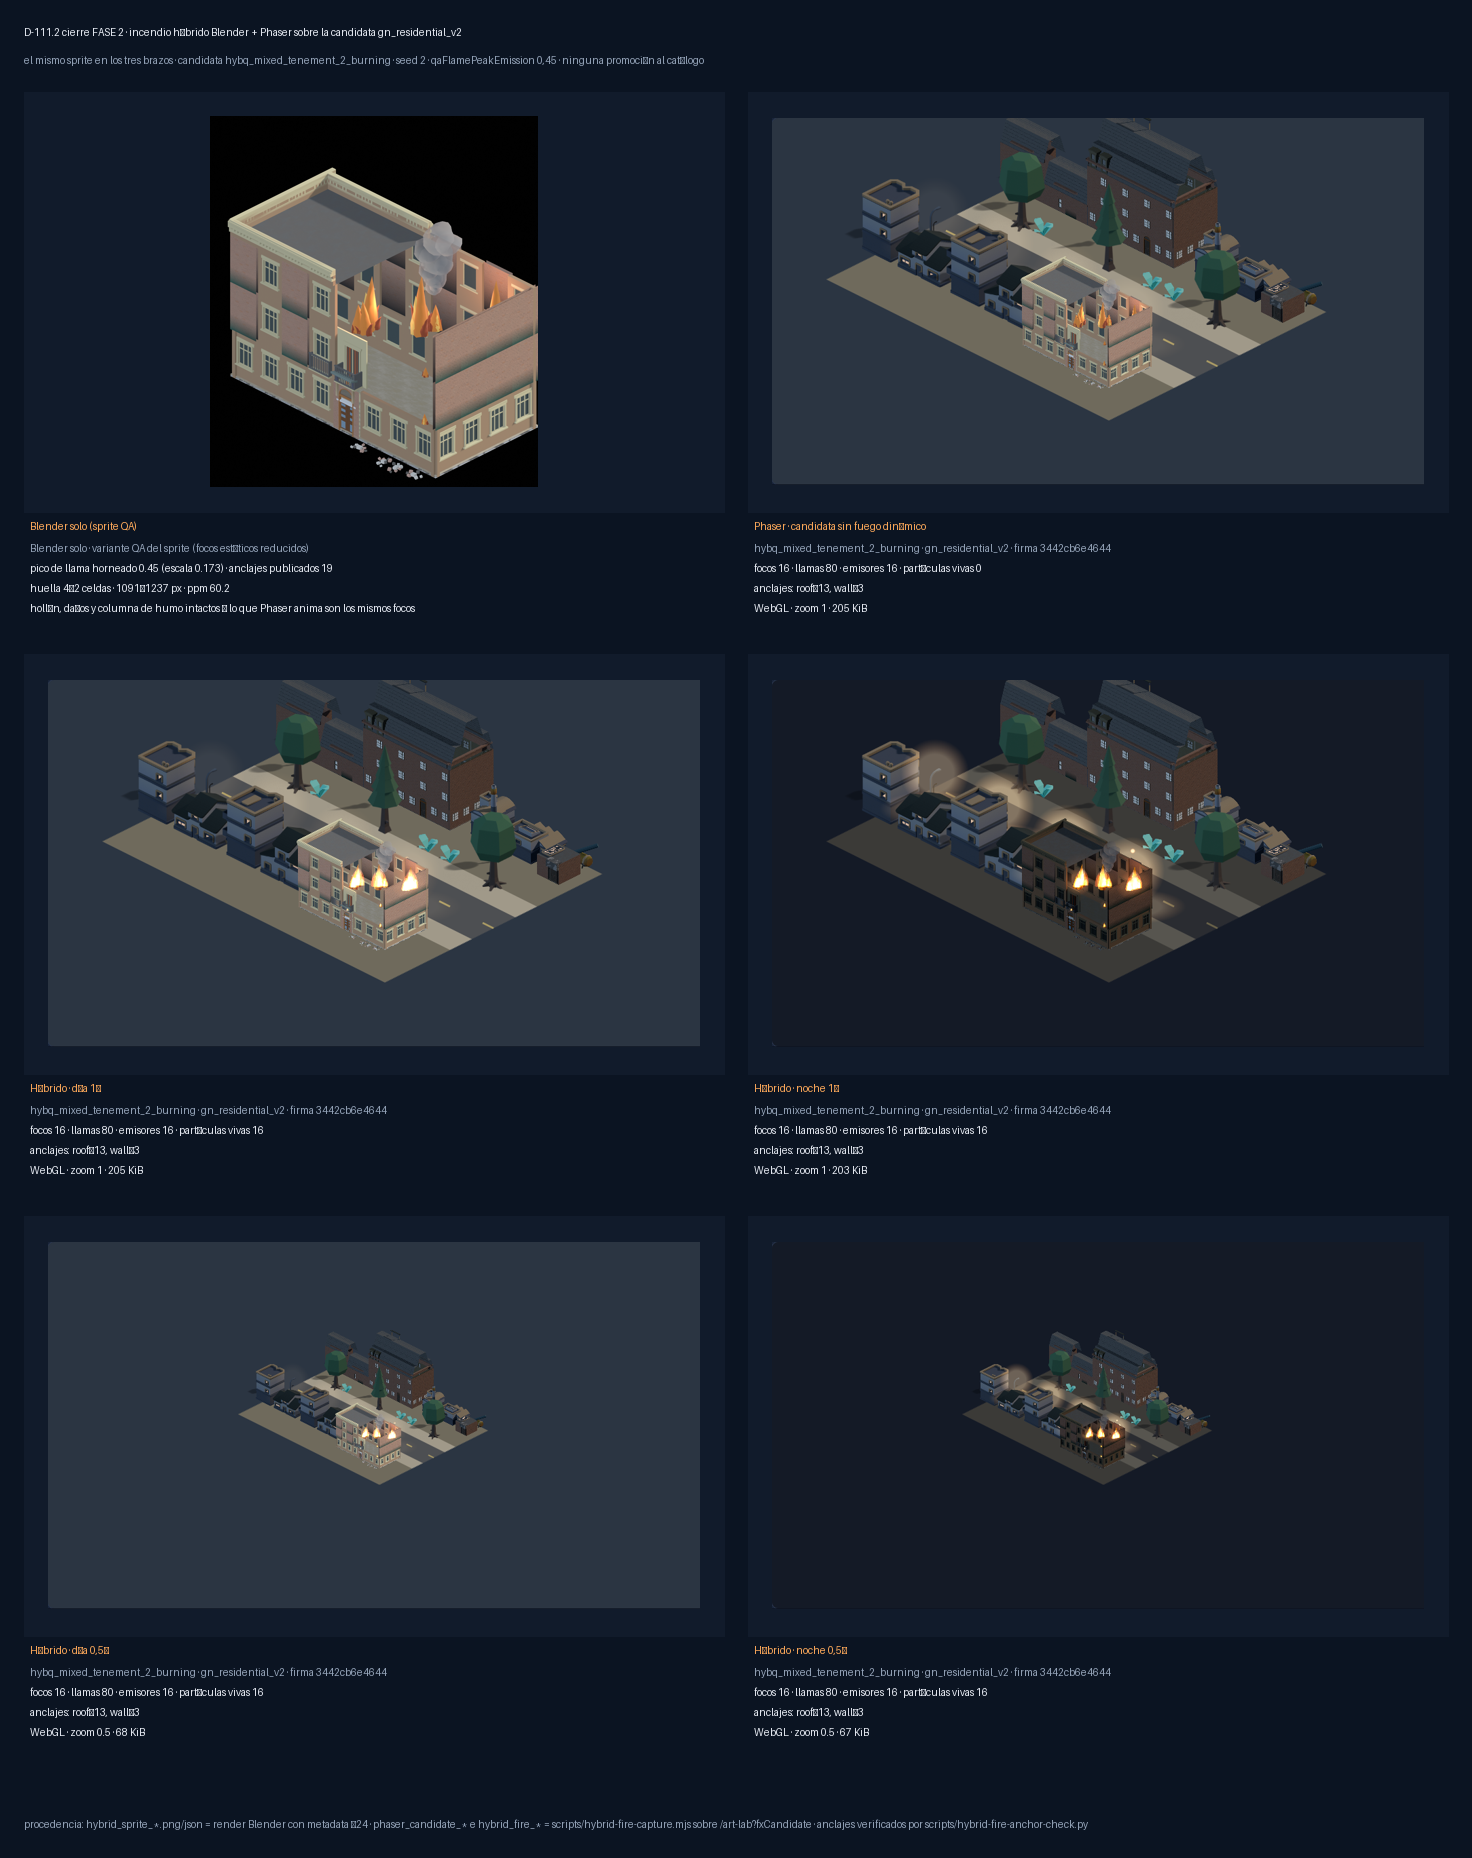 D-111.2 cierre FASE 2 · incendio h▯brido Blender + Phaser sobre la candidata gn_residential_v2
el mismo sprite en los tres brazos · candidata hybq_mixed_tenement_2_burning · seed 2 · qaFlamePeakEmission 0,45 · ninguna promoci▯n al cat▯logo
Blender solo (sprite QA)
Blender solo · variante QA del sprite (focos est▯ticos reducidos)
pico de llama horneado 0.45 (escala 0.173) · anclajes publicados 19
huella 4▯2 celdas · 1091▯1237 px · ppm 60.2
holl▯n, da▯os y columna de humo intactos ▯ lo que Phaser anima son los mismos focos
Phaser · candidata sin fuego din▯mico
hybq_mixed_tenement_2_burning · gn_residential_v2 · firma 3442cb6e4644
focos 16 · llamas 80 · emisores 16 · part▯culas vivas 0
anclajes: roof▯13, wall▯3
WebGL · zoom 1 · 205 KiB
H▯brido · d▯a 1▯
hybq_mixed_tenement_2_burning · gn_residential_v2 · firma 3442cb6e4644
focos 16 · llamas 80 · emisores 16 · part▯culas vivas 16
anclajes: roof▯13, wall▯3
WebGL · zoom 1 · 205 KiB
H▯brido · noche 1▯
hybq_mixed_tenement_2_burning · gn_residential_v2 · firma 3442cb6e4644
focos 16 · llamas 80 · emisores 16 · part▯culas vivas 16
anclajes: roof▯13, wall▯3
WebGL · zoom 1 · 203 KiB
H▯brido · d▯a 0,5▯
hybq_mixed_tenement_2_burning · gn_residential_v2 · firma 3442cb6e4644
focos 16 · llamas 80 · emisores 16 · part▯culas vivas 16
anclajes: roof▯13, wall▯3
WebGL · zoom 0.5 · 68 KiB
H▯brido · noche 0,5▯
hybq_mixed_tenement_2_burning · gn_residential_v2 · firma 3442cb6e4644
focos 16 · llamas 80 · emisores 16 · part▯culas vivas 16
anclajes: roof▯13, wall▯3
WebGL · zoom 0.5 · 67 KiB
procedencia: hybrid_sprite_*.png/json = render Blender con metadata ▯24 · phaser_candidate_* e hybrid_fire_* = scripts/hybrid-fire-capture.mjs sobre /art-lab?fxCandidate · anclajes verificados por scripts/hybrid-fire-anchor-check.py